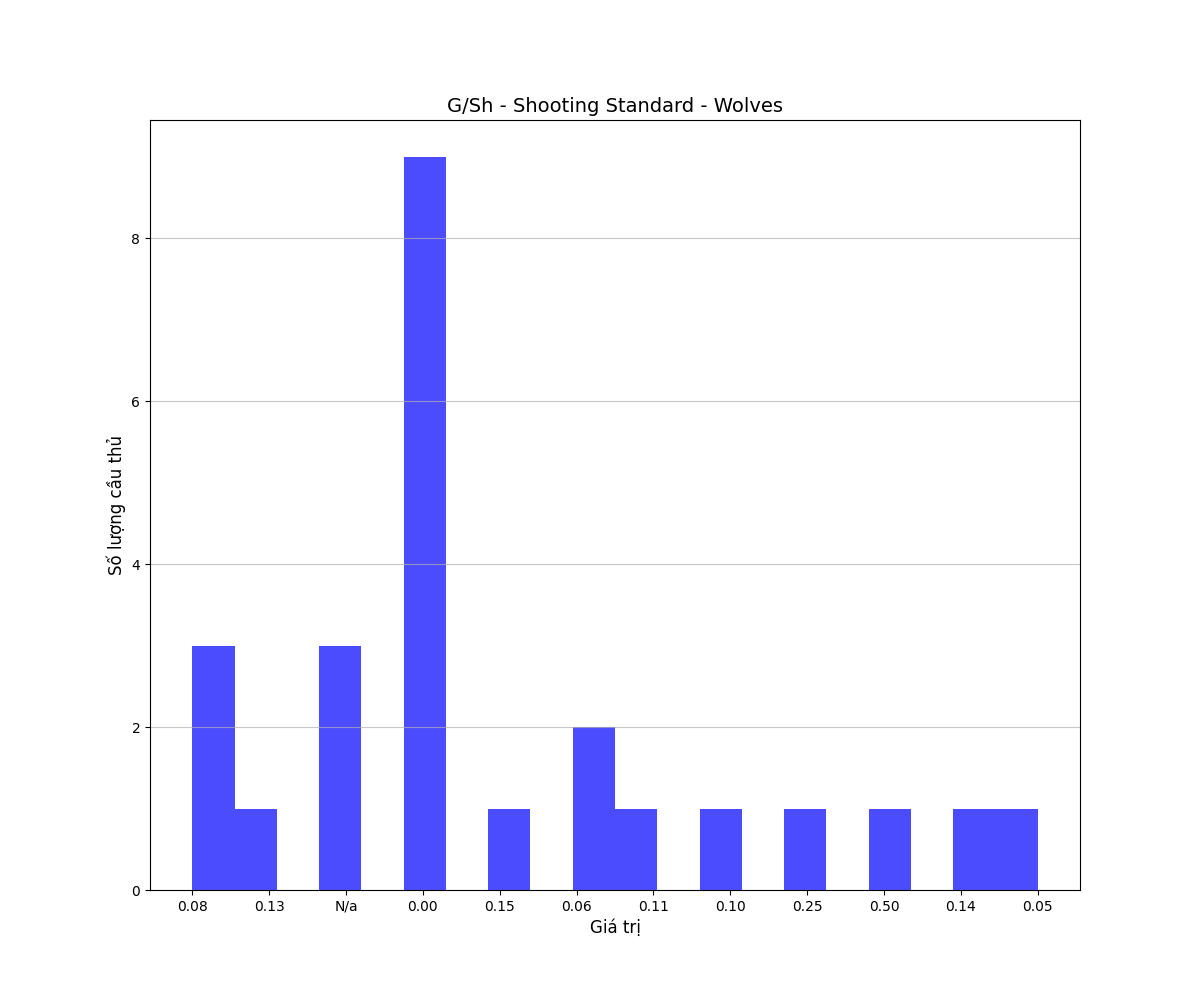 G/Sh - Shooting Standard - Wolves
Số lượng cầu thủ
8
6
4
2
0
0.08 0.13 N/a 0.00 0.15 0.06 0.11 0.10 0.25 0.50 0.14 0.05
Giá trị